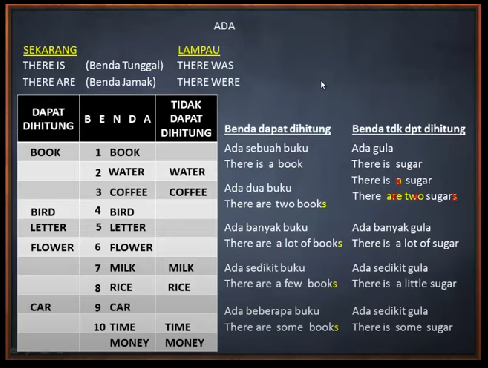 ADA
SEKARANG LAMPAU
THERE IS (Benda Tunggal) THERE WAS
THERE ARE (Benda Jamak) THERE WERE
DAPAT DIHITUNG
B E N D A
TIDAK DAPAT DIHITUNG
BOOK 1 BOOK
2 WATER WATER
3 COFFEE COFFEE
BIRD 4 BIRD
LETTER 5 LETTER
FLOWER 6 FLOWER
7 MILK MILK
8 RICE RICE
CAR 9 CAR
10 TIME TIME
MONEY MONEY
Benda dapat dihitung
Ada sebuah buku
There is a book
Ada dua buku
There are two books
Ada banyak buku
There are a lot of books
Ada sedikit buku
There are a few books
Ada beberapa buku
There are some books
Benda tdk dpt dihitung
Ada gula
There is sugar
There is a sugar
There are two sugars
Ada banyak gula
There is a lot of sugar
Ada sedikit gula
There is a little sugar
Ada sedikit gula
There is some sugar